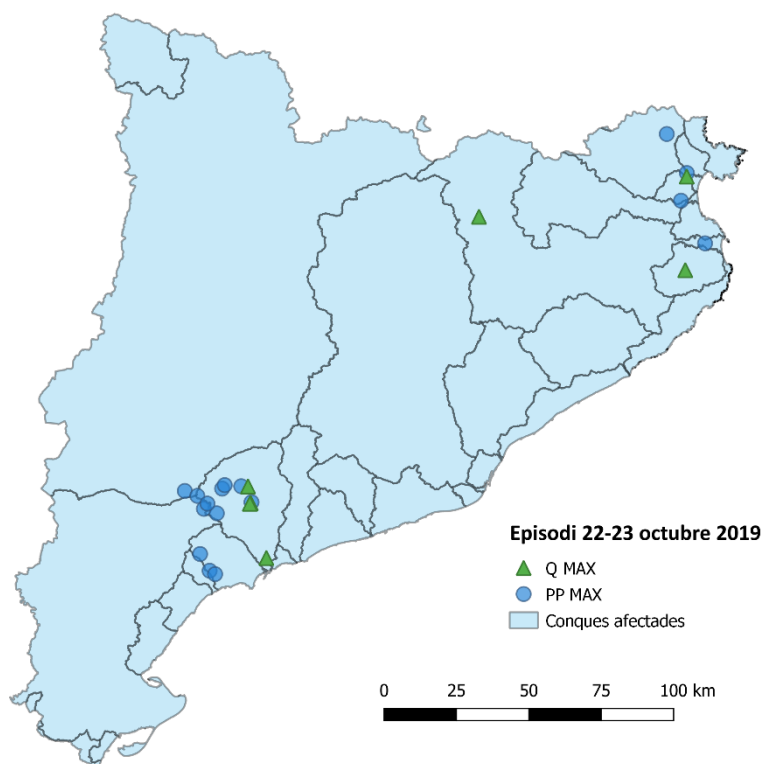 Episodi 22-23 octubre 2019
Q MAX
PP MAX
Conques afectades
0 25 50 75 100 km